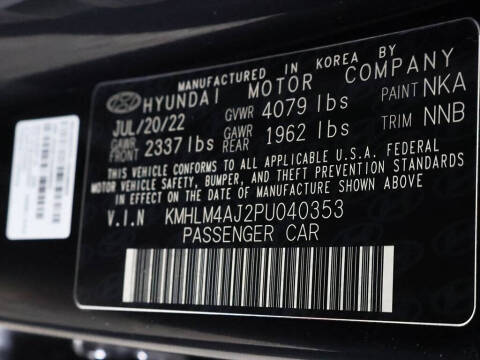 MANUFACTURED IN KOREA BY
HYUNDAI MOTOR COMPANY
JUL/20/22 GVWR 4079 lbs PAINT NKA
GAWR FRONT 2337 lbs GAWR REAR 1962 lbs TRIM NNB
THIS VEHICLE CONFORMS TO ALL APPLICABLE U.S.A. FEDERAL
MOTOR VEHICLE SAFETY, BUMPER, AND THEFT PREVENTION STANDARDS
IN EFFECT ON THE DATE OF MANUFACTURE SHOWN ABOVE
V.I.N KMHLM4AJ2PU040353
PASSENGER CAR